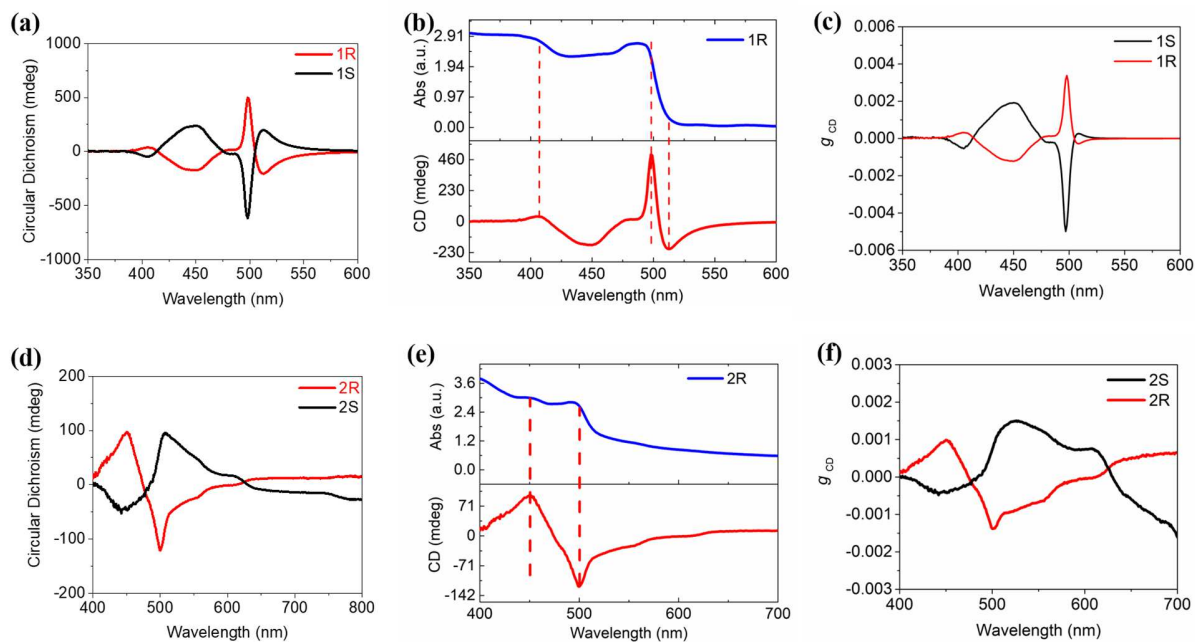 (a)
1000
500
0
-500
-1000
Circular Dichroism (mdeg)
1R
1S
350 400 450 500 550 600
Wavelength (nm)
(b)
2.91
1.94
0.97
0.00
Abs (a.u.)
1R
460
230
0
-230
CD (mdeg)
350 400 450 500 550 600
Wavelength (nm)
(c)
0.006
0.004
0.002
0.000
-0.002
-0.004
-0.006
g CD
1S
1R
350 400 450 500 550 600
Wavelength (nm)
(d)
200
100
0
-100
-200
Circular Dichroism (mdeg)
2R
2S
400 500 600 700 800
Wavelength (nm)
(e)
3.6
2.4
1.2
0.0
Abs (a.u.)
2R
71
0
-71
-142
CD (mdeg)
400 500 600 700
Wavelength (nm)
(f)
0.003
0.002
0.001
0.000
-0.001
-0.002
-0.003
g CD
2S
2R
400 500 600 700
Wavelength (nm)